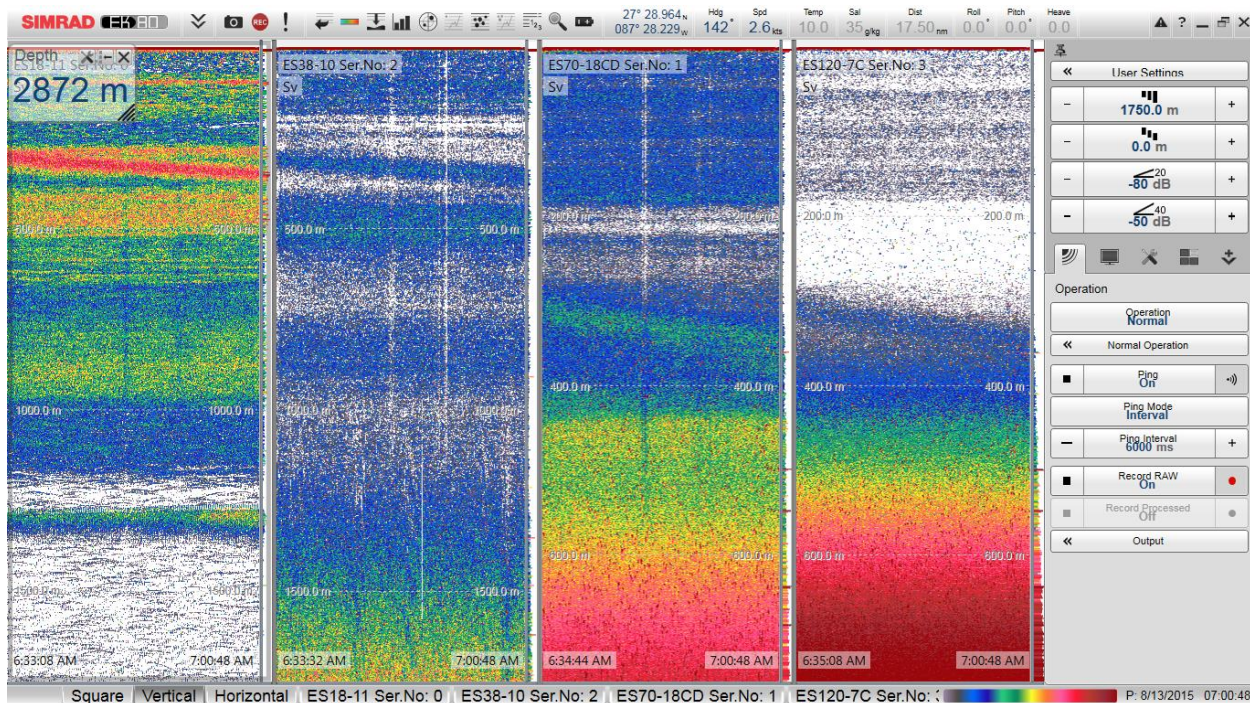 SIMRAD EK80
REC
27° 28.964 N
087° 28.229 W
Hdg
142°
Spd
2.6 kts
Temp
10.0
Sal
35 g/kg
Dist
17.50 nm
Roll
0.0°
Pitch
0.0°
Heave
0.0
Depth
ES18-11 Ser.No: 0
2872 m
500.0 m 500.0 m
1000.0 m 1000.0 m
1500.0 m 1500.0 m
6:33:08 AM 7:00:48 AM
ES38-10 Ser.No: 2
Sv
500.0 m 500.0 m
1000.0 m 1000.0 m
1500.0 m 1500.0 m
6:33:32 AM 7:00:48 AM
ES70-18CD Ser.No: 1
Sv
200.0 m 200.0 m
400.0 m 400.0 m
600.0 m 600.0 m
6:34:44 AM 7:00:48 AM
ES120-7C Ser.No: 3
Sv
200.0 m 200.0 m
400.0 m 400.0 m
600.0 m 600.0 m
6:35:08 AM 7:00:48 AM
User Settings
1750.0 m
0.0 m
20
-80 dB
40
-50 dB
Operation
Operation
Normal
Normal Operation
Ping
On
Ping Mode
Interval
Ping Interval
6000 ms
Record RAW
On
Record Processed
Off
Output
Square Vertical Horizontal ES18-11 Ser.No: 0 ES38-10 Ser.No: 2 ES70-18CD Ser.No: 1 ES120-7C Ser.No:
P: 8/13/2015 07:00:48